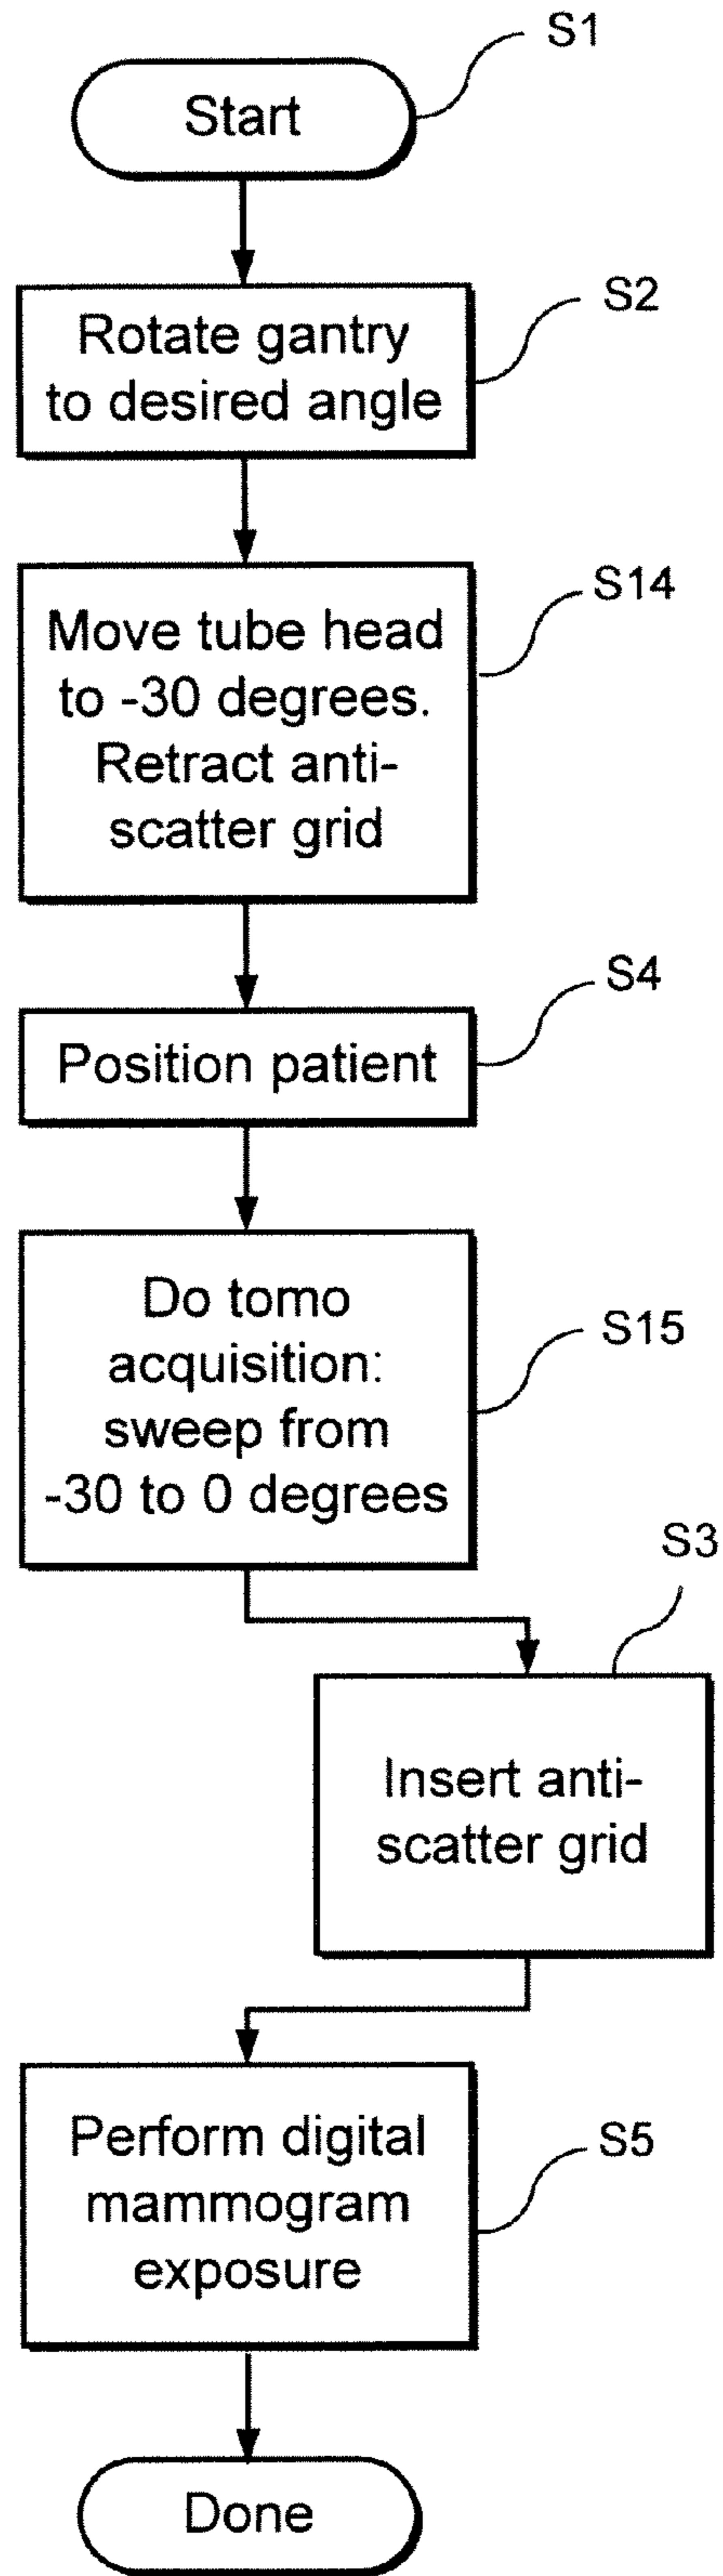 S1
Start
S2
Rotate gantry
to desired angle
S14
Move tube head
to -30 degrees.
Retract anti-
scatter grid
S4
Position patient
Do tomo
acquisition:
S15
sweep from
-30 to 0 degrees
S3
Insert anti-
scatter grid
Perform digital
S5
mammogram
exposure
Done